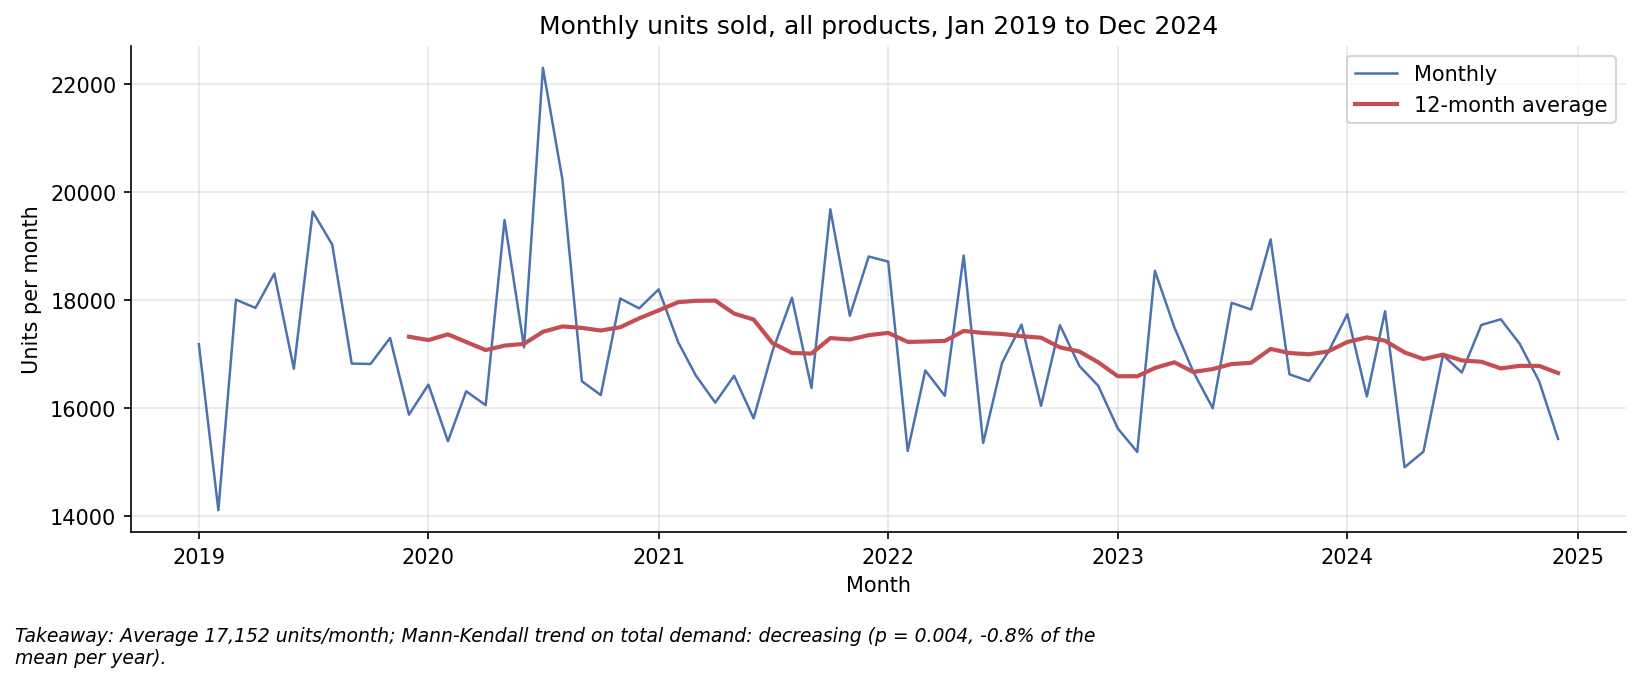 Monthly units sold, all products, Jan 2019 to Dec 2024
Monthly
12-month average
22000
20000
18000
16000
14000
Units per month
2019
2020
2021
2022
2023
2024
2025
Month
Takeaway: Average 17,152 units/month; Mann-Kendall trend on total demand: decreasing (p = 0.004, -0.8% of the
mean per year).